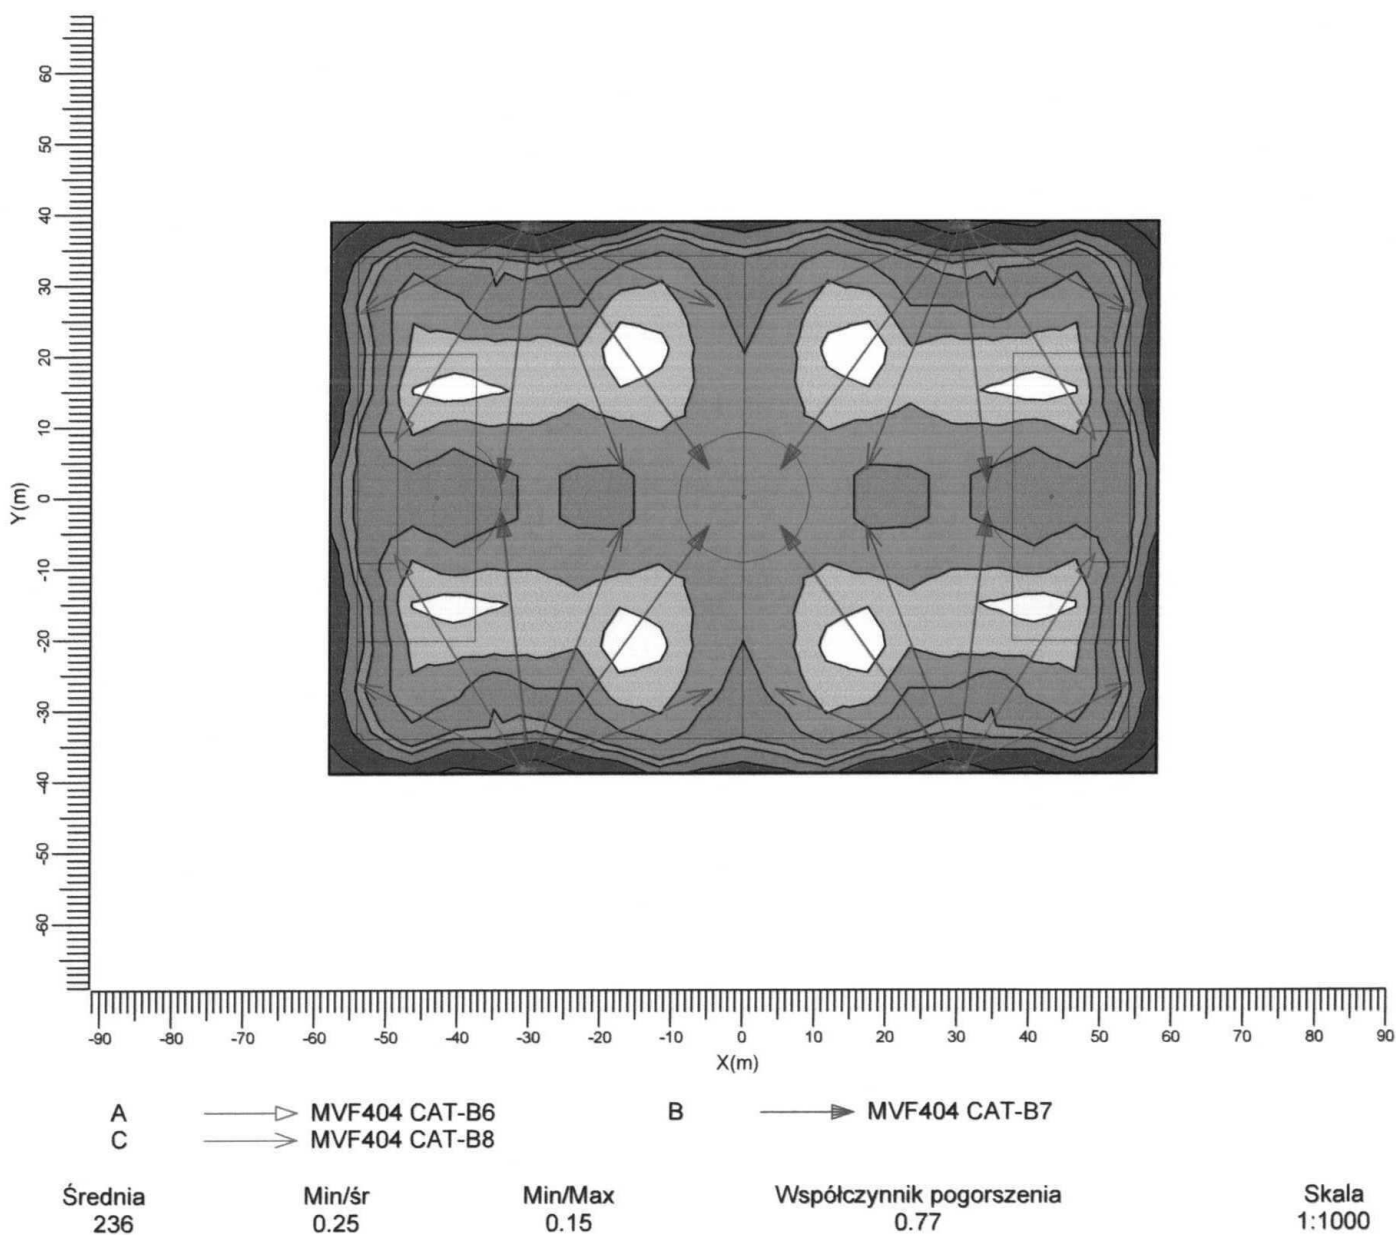 60
50
40
30
20
10
0
-10
-20
-30
-40
-50
-60
Y(m)
-90 -80 -70 -60 -50 -40 -30 -20 -10 0 10 20 30 40 50 60 70 80 90
X(m)
A MVF404 CAT-B6 B MVF404 CAT-B7
C MVF404 CAT-B8
Średnia Min/śr Min/Max Współczynnik pogorszenia Skala
236 0.25 0.15 0.77 1:1000